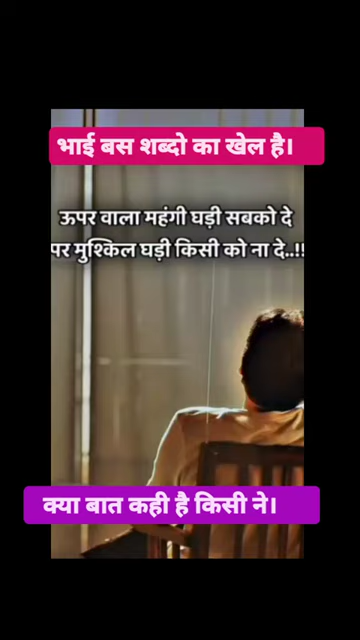 भाई बस शब्दो का खेल है।
ऊपर वाला महंगी घड़ी सबको दे
पर मुश्किल घड़ी किसी को ना दे..!!
क्या बात कही है किसी ने।